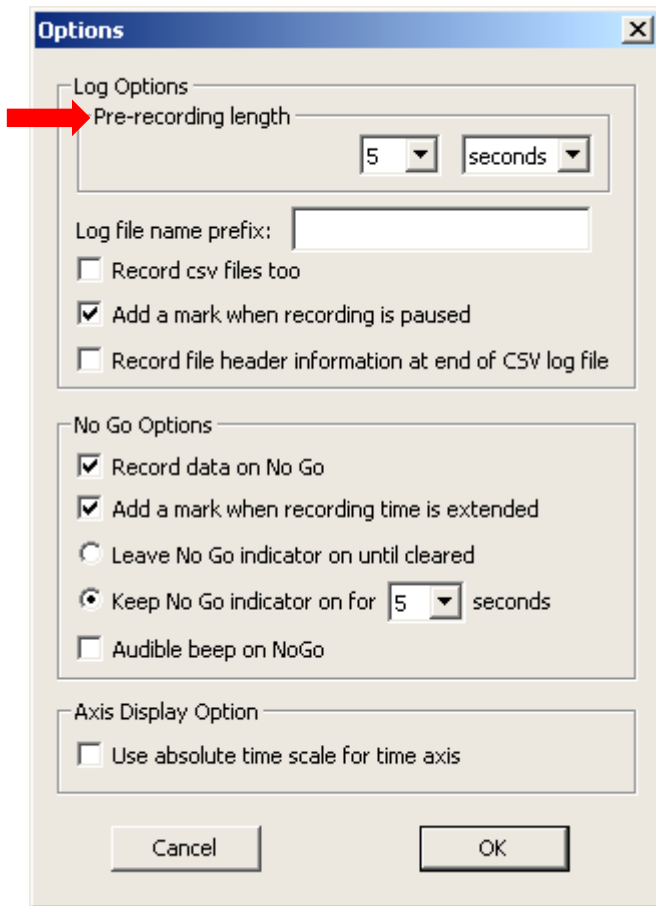 Options
Log Options
Pre-recording length
5 seconds
Log file name prefix:
Record csv files too
Add a mark when recording is paused
Record file header information at end of CSV log file
No Go Options
Record data on No Go
Add a mark when recording time is extended
Leave No Go indicator on until cleared
Keep No Go indicator on for 5 seconds
Audible beep on NoGo
Axis Display Option
Use absolute time scale for time axis
Cancel OK